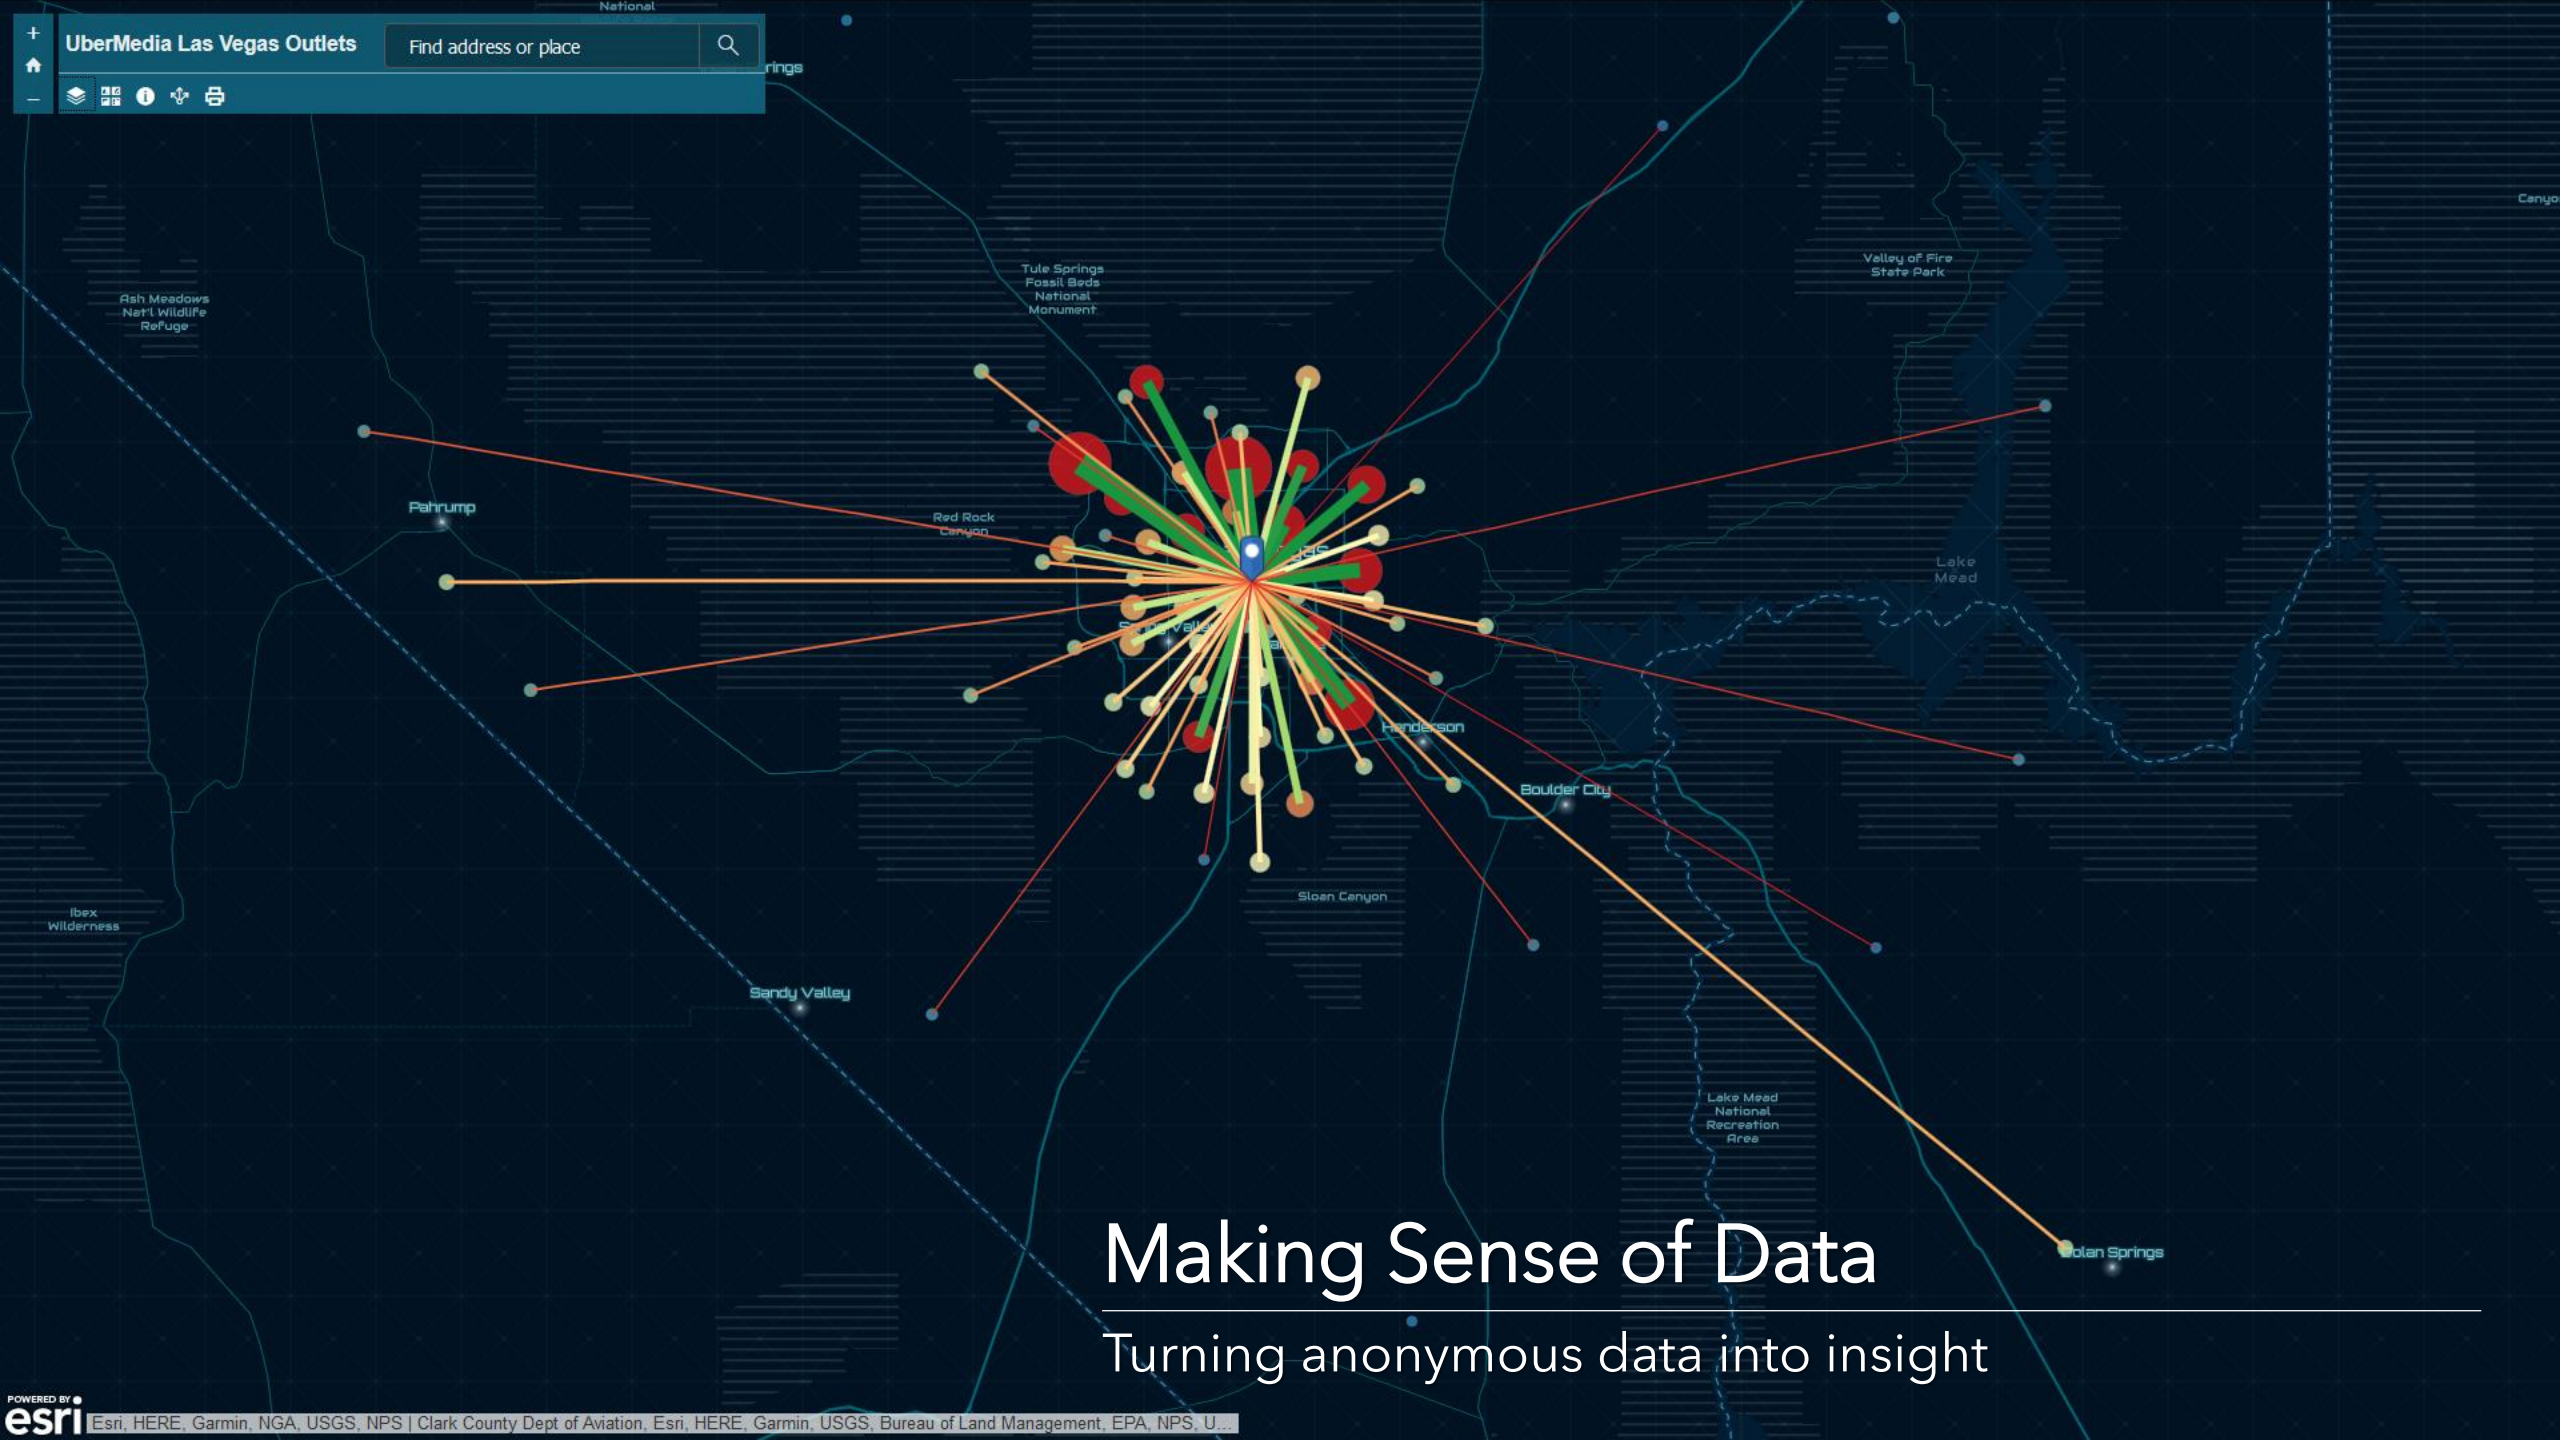 National
UberMedia Las Vegas Outlets
Find address or place
Ash Meadows
Nat'l Wildlife
Refuge
Tule Springs
Fossil Beds
National
Monument
Valley of Fire
State Park
Pahrump
Red Rock
Canyon
Lake
Mead
Henderson
Boulder City
Sloan Canyon
Ibex
Wilderness
Sandy Valley
Lake Mead
National
Recreation
Area
Making Sense of Data
Dolan Springs
Turning anonymous data into insight
POWERED BY
esri
Esri, HERE, Garmin, NGA, USGS, NPS | Clark County Dept of Aviation, Esri, HERE, Garmin, USGS, Bureau of Land Management, EPA, NPS, U...